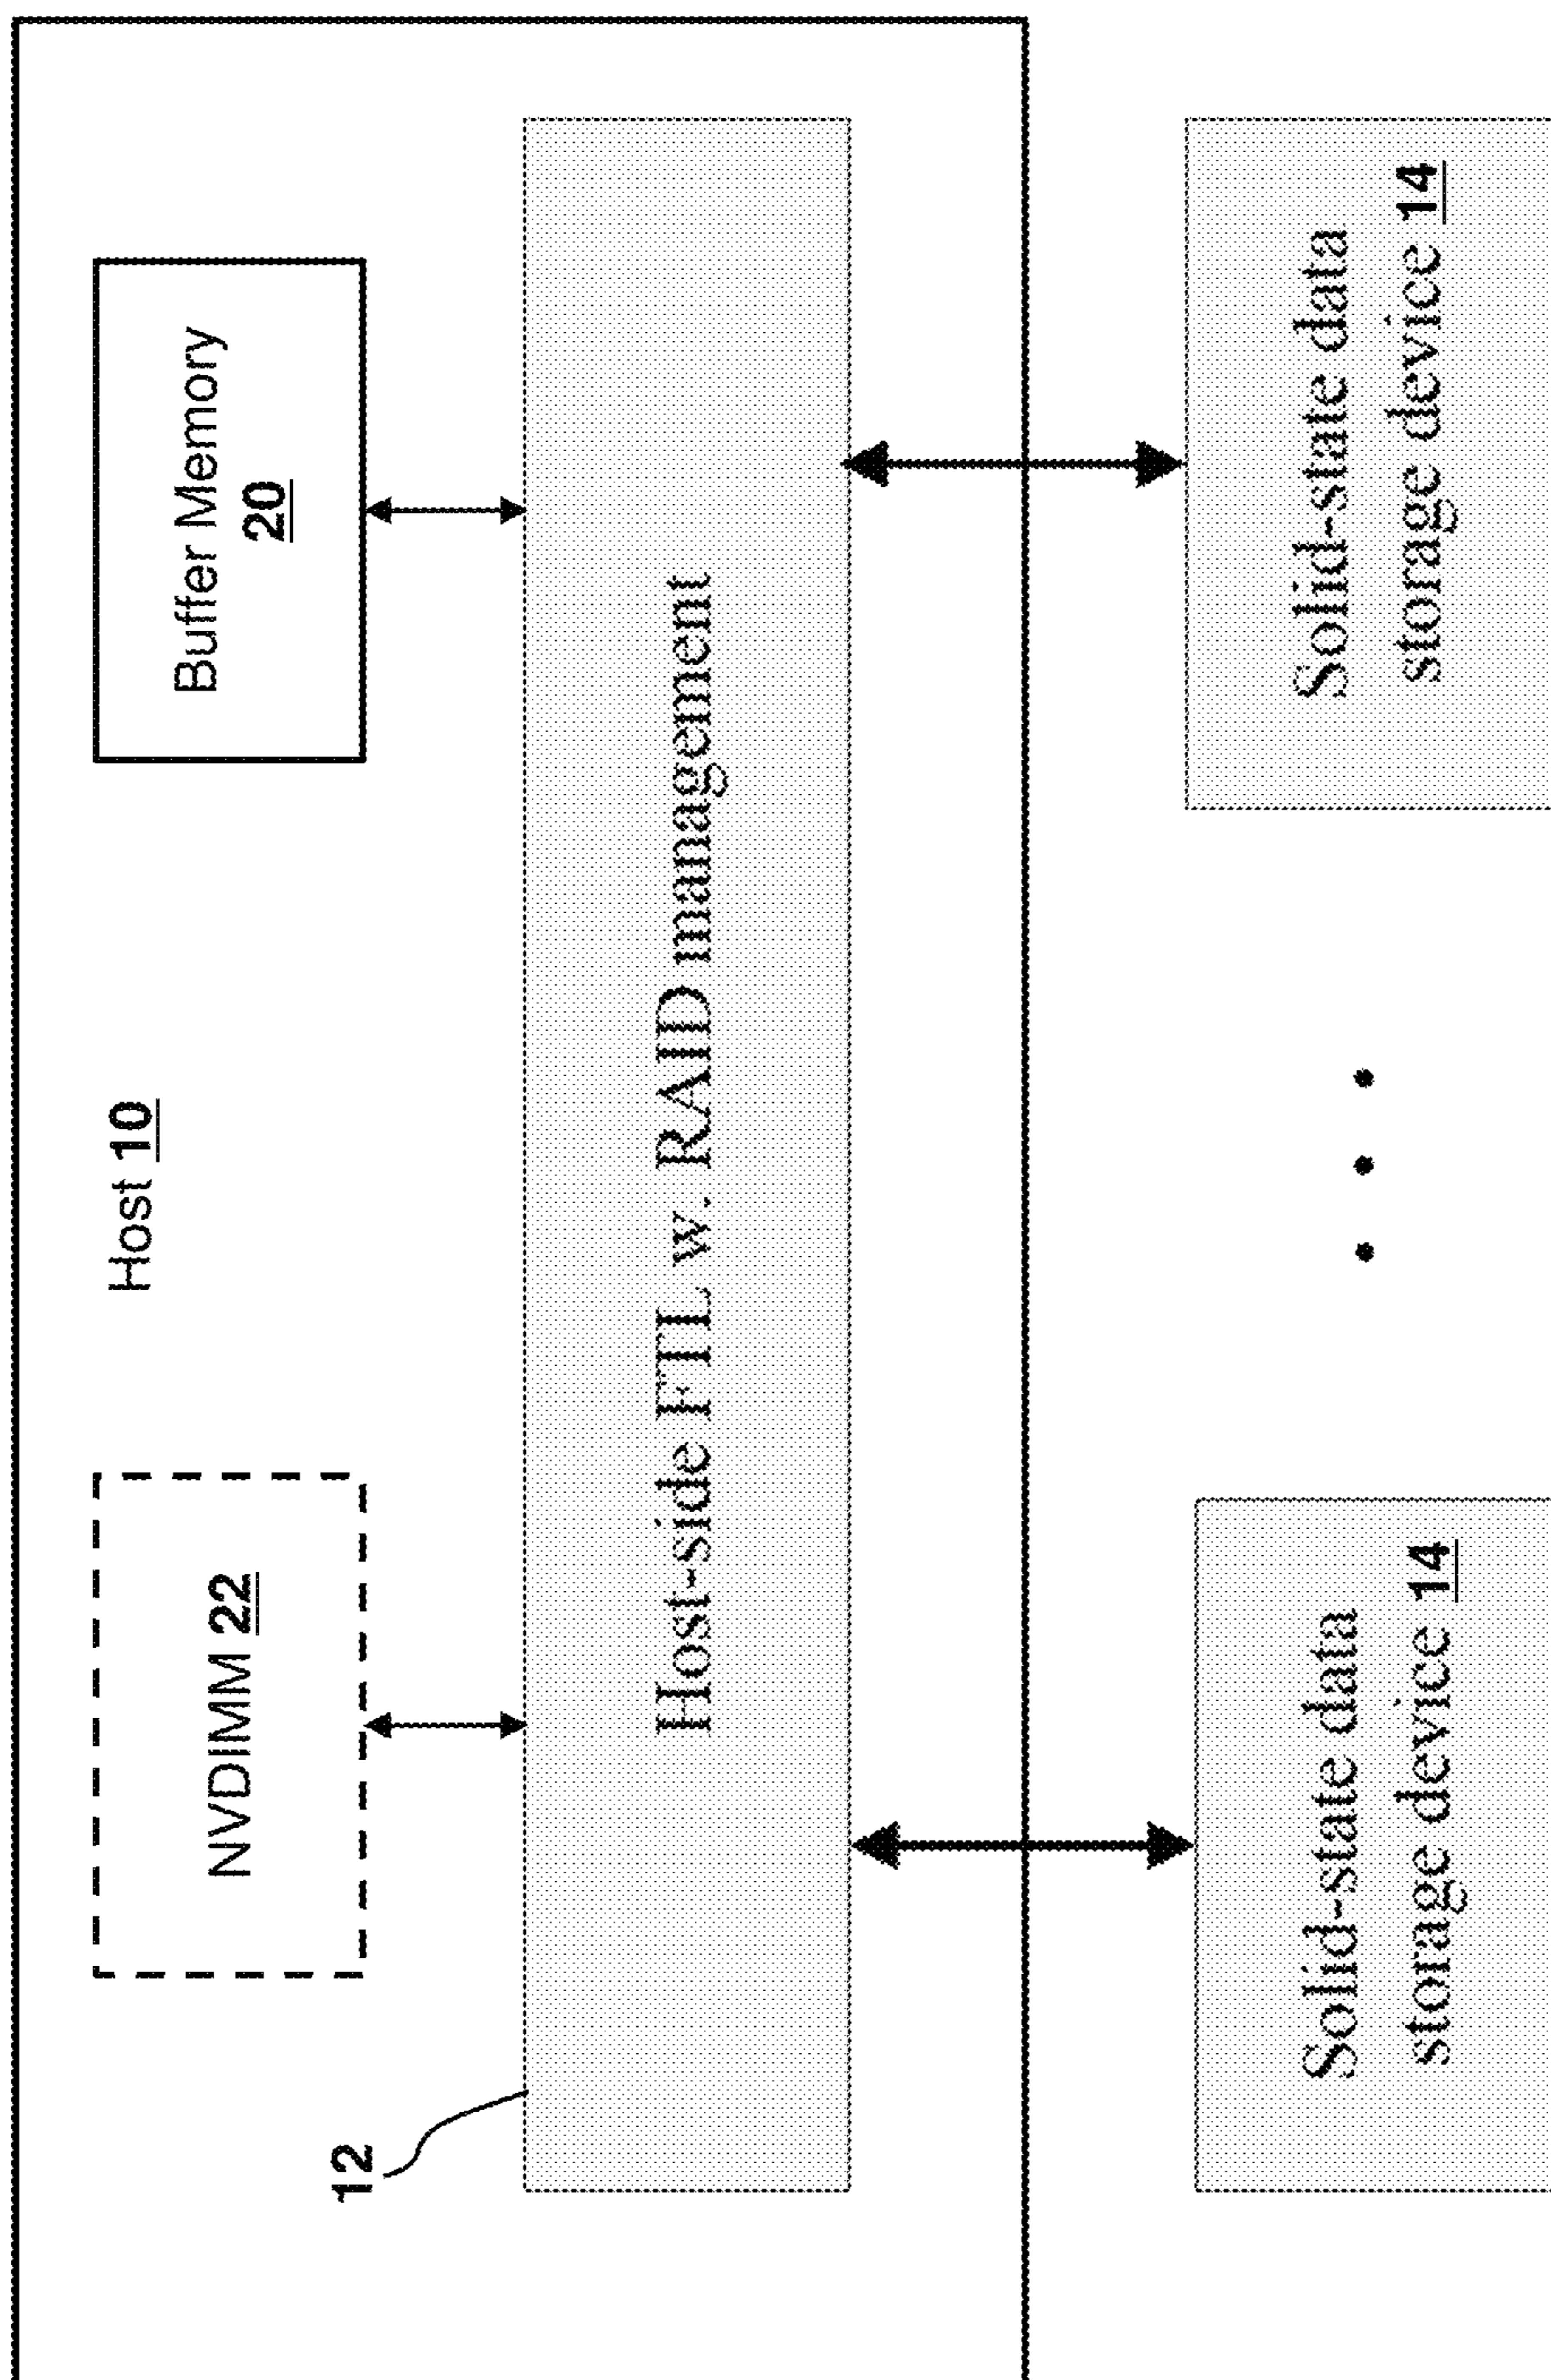 Host 10
NVDIMM 22
Buffer Memory
20
12
Host-side FTL w. RAID management
Solid-state data
storage device 14
Solid-state data
storage device 14